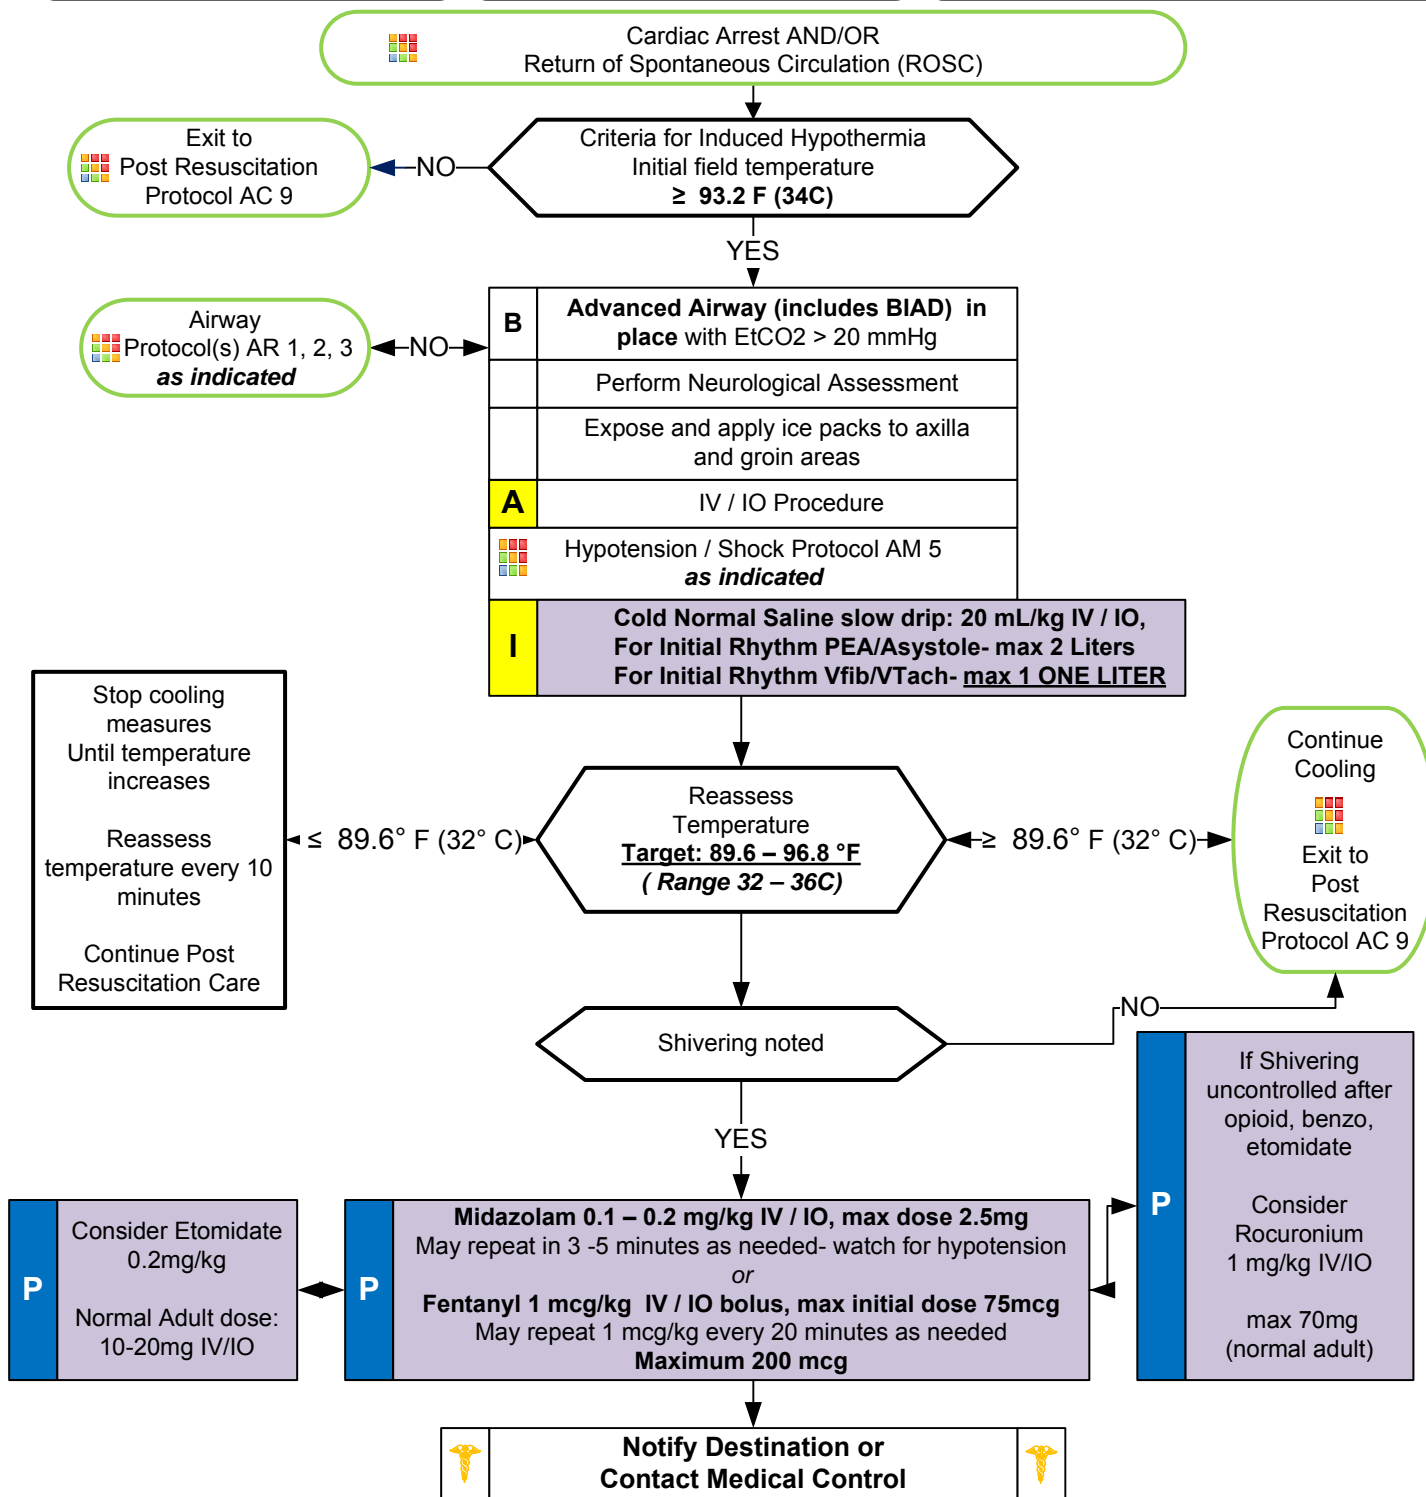 Cardiac Arrest AND/OR
Return of Spontaneous Circulation (ROSC)
Criteria for Induced Hypothermia
Initial field temperature
≥ 93.2 F (34C)
NO
Exit to
Post Resuscitation
Protocol AC 9
YES
B
Advanced Airway (includes BIAD) in
place with EtCO2 > 20 mmHg
NO
Airway
Protocol(s) AR 1, 2, 3
as indicated
Perform Neurological Assessment
Expose and apply ice packs to axilla
and groin areas
A
IV / IO Procedure
Hypotension / Shock Protocol AM 5
as indicated
I
Cold Normal Saline slow drip: 20 mL/kg IV / IO,
For Initial Rhythm PEA/Asystole- max 2 Liters
For Initial Rhythm Vfib/VTach- max 1 ONE LITER
Stop cooling
measures
Until temperature
increases
Reassess
temperature every 10
minutes
Continue Post
Resuscitation Care
≤ 89.6° F (32° C)
Reassess
Temperature
Target: 89.6 – 96.8 °F
( Range 32 – 36C)
≥ 89.6° F (32° C)
Continue
Cooling
Exit to
Post
Resuscitation
Protocol AC 9
Shivering noted
NO
YES
P
Consider Etomidate
0.2mg/kg
Normal Adult dose:
10-20mg IV/IO
P
Midazolam 0.1 – 0.2 mg/kg IV / IO, max dose 2.5mg
May repeat in 3 -5 minutes as needed- watch for hypotension
or
Fentanyl 1 mcg/kg IV / IO bolus, max initial dose 75mcg
May repeat 1 mcg/kg every 20 minutes as needed
Maximum 200 mcg
P
If Shivering
uncontrolled after
opioid, benzo,
etomidate
Consider
Rocuronium
1 mg/kg IV/IO
max 70mg
(normal adult)
Notify Destination or
Contact Medical Control